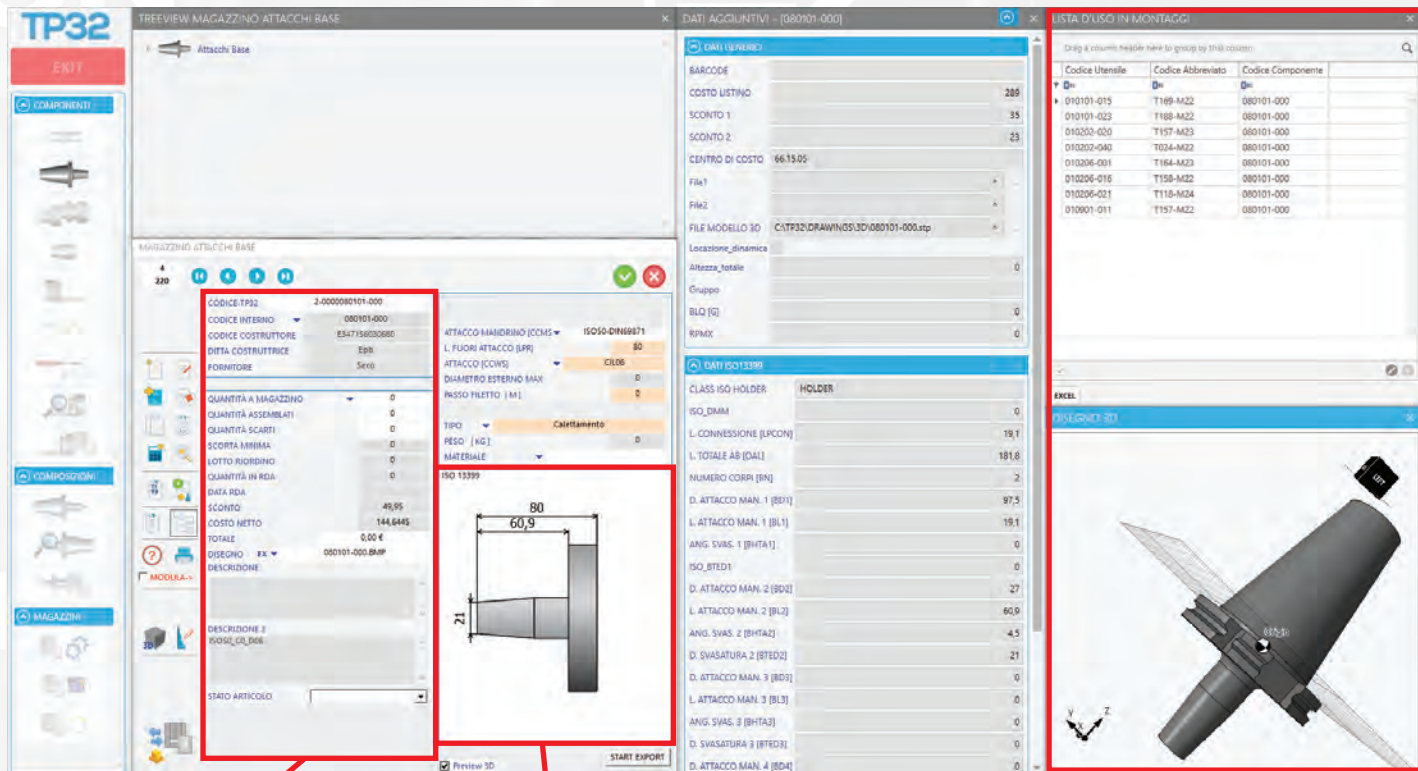 TP32
EXIT
COMPONENTI
COMPOSIZIONI
MAGAZZINI
TREEVIEW MAGAZZINO ATTACCHI BASE
Attacchi Base
MAGAZZINO ATTACCHI BASE
4
220
CODICE-TP32 2-0000080101-000
CODICE INTERNO 080101-000
CODICE COSTRUTTORE E347156030680
DITTA COSTRUTTRICE Epb
FORNITORE Seco
QUANTITÀ A MAGAZZINO 0
QUANTITÀ ASSEMBLATI 0
QUANTITÀ SCARTI 0
SCORTA MINIMA 0
LOTTO RIORDINO 0
QUANTITÀ IN RDA 0
DATA RDA
SCONTO 49,95
COSTO NETTO 144,6445
TOTALE 0,00 €
DISEGNO EX 080101-000.BMP
DESCRIZIONE
DESCRIZIONE 2
ISO50_C0_D06
STATO ARTICOLO
MODULA->
3D
ATTACCO MANDRINO [CCMS ISO50-DIN69871
L. FUORI ATTACCO [LPR] 80
ATTACCO [CCWS] CIL06
DIAMETRO ESTERNO MAX 0
PASSO FILETTO [M] 0
TIPO Calettamento
PESO [KG] 0
MATERIALE
ISO 13399
80
60,9
21
Preview 3D
START EXPORT
DATI AGGIUNTIVI - [080101-000]
DATI GENERICI
BARCODE
COSTO LISTINO 289
SCONTO 1 35
SCONTO 2 23
CENTRO DI COSTO 66.15.05
File1
File2
FILE MODELLO 3D C:\TP32\DRAWINGS\3D\080101-000.stp
Locazione_dinamica
Altezza_totale 0
Gruppo
BLQ [G] 0
RPMX 0
DATI ISO13399
CLASS ISO HOLDER HOLDER
ISO_DMM 0
L. CONNESSIONE [LPCON] 19,1
L. TOTALE AB [OAL] 181,8
NUMERO CORPI [BN] 2
D. ATTACCO MAN. 1 [BD1] 97,5
L. ATTACCO MAN. 1 [BL1] 19,1
ANG. SVAS. 1 [BHTA1] 0
ISO_BTED1 0
D. ATTACCO MAN. 2 [BD2] 27
L. ATTACCO MAN. 2 [BL2] 60,9
ANG. SVAS. 2 [BHTA2] 4,5
D. SVASATURA 2 [BTED2] 21
D. ATTACCO MAN. 3 [BD3] 0
L. ATTACCO MAN. 3 [BL3] 0
ANG. SVAS. 3 [BHTA3] 0
D. SVASATURA 3 [BTED3] 0
D. ATTACCO MAN. 4 [BD4] 0
LISTA D'USO IN MONTAGGI
Drag a column header here to group by that column
Codice Utensile Codice Abbreviato Codice Componente
010101-015 T169-M22 080101-000
010101-023 T188-M22 080101-000
010202-020 T157-M23 080101-000
010202-040 T024-M22 080101-000
010206-001 T164-M23 080101-000
010206-016 T158-M22 080101-000
010206-021 T118-M24 080101-000
010901-011 T157-M22 080101-000
EXCEL
DISEGNO 3D
LEFT
Y
Z
X